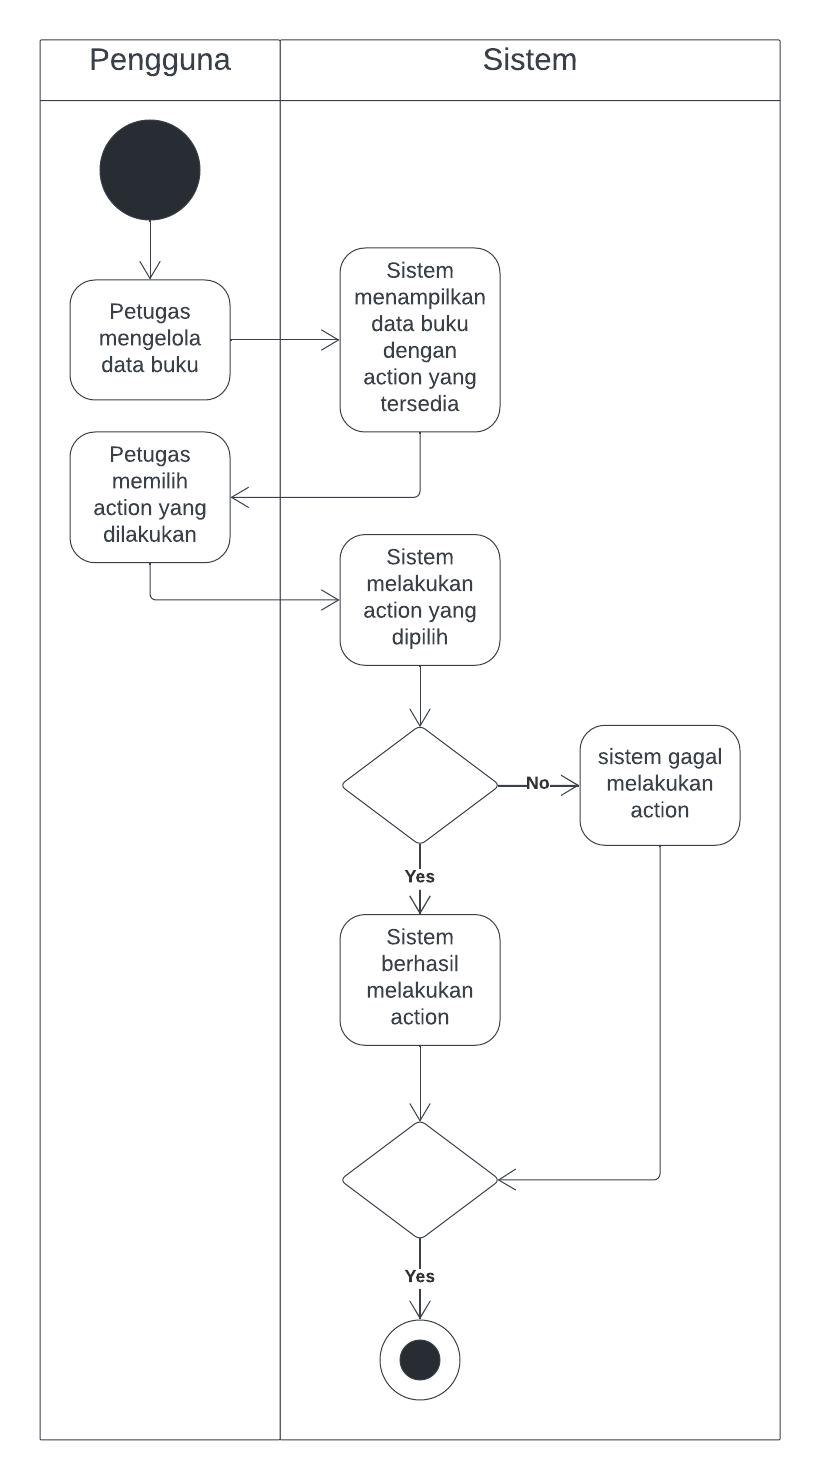 Pengguna
Sistem
Petugas
mengelola
data buku
Sistem
menampilkan
data buku
dengan
action yang
tersedia
Petugas
memilih
action yang
dilakukan
Sistem
melakukan
action yang
dipilih
No
sistem gagal
melakukan
action
Yes
Sistem
berhasil
melakukan
action
Yes